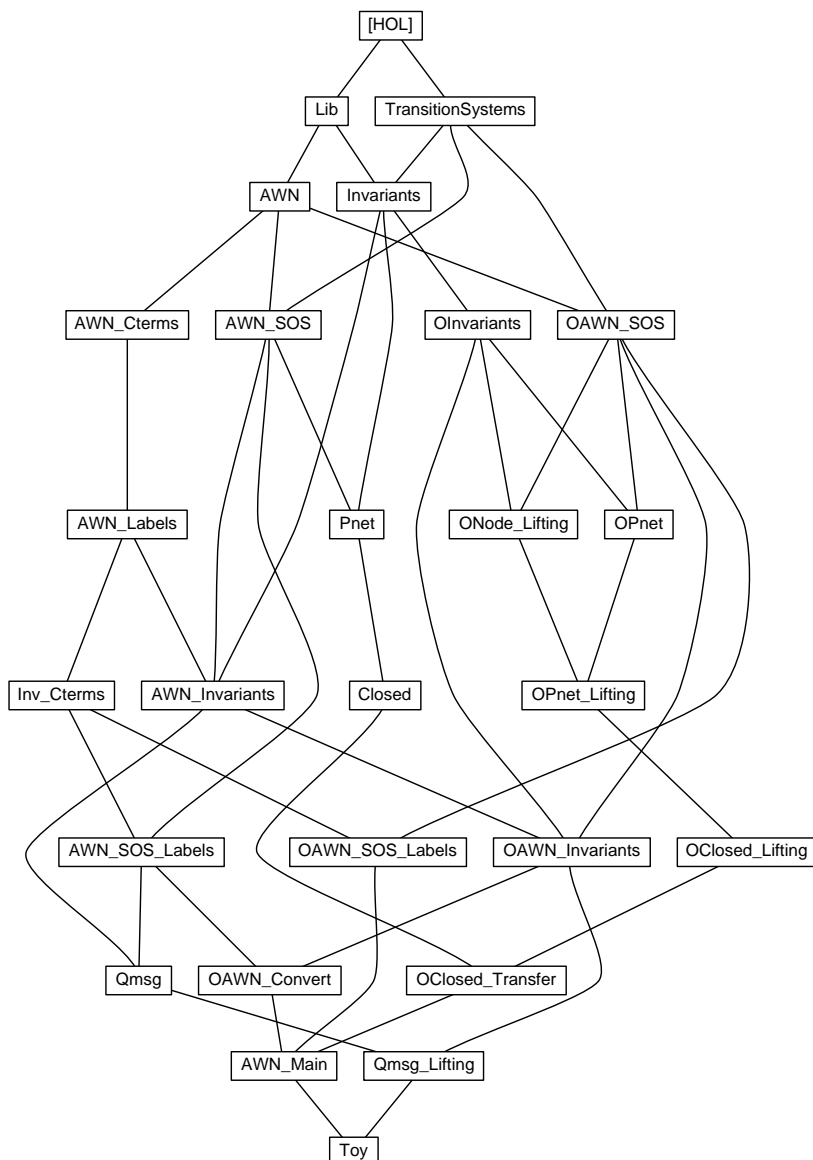 [HOL]
Lib
TransitionSystems
AWN
Invariants
AWN_Cterms
AWN_SOS
OInvariants
OAWN_SOS
AWN_Labels
Pnet
ONode_Lifting
OPnet
Inv_Cterms
AWN_Invariants
Closed
OPnet_Lifting
AWN_SOS_Labels
OAWN_SOS_Labels
OAWN_Invariants
OClosed_Lifting
Qmsg
OAWN_Convert
OClosed_Transfer
AWN_Main
Qmsg_Lifting
Toy